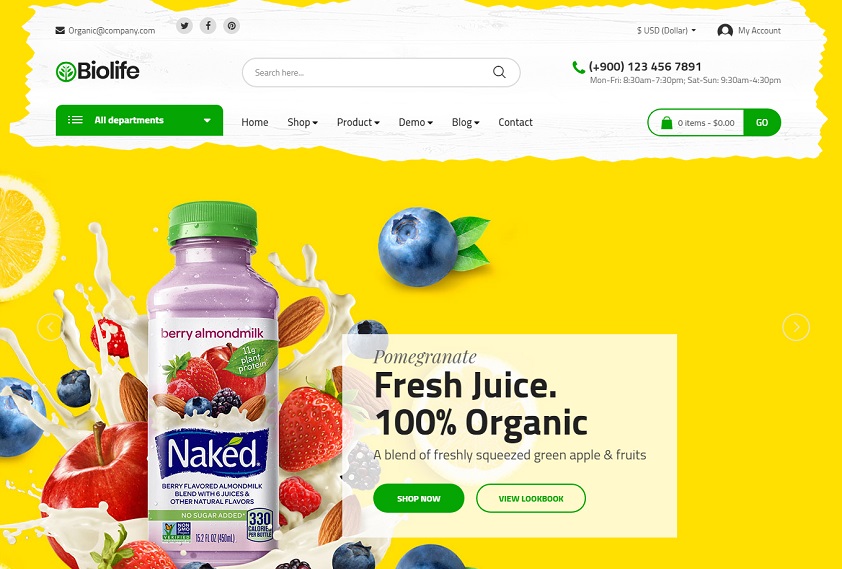 Organic@company.com
$ USD (Dollar)
My Account
Biolife
Search here...
(+900) 123 456 7891
Mon-Fri: 8:30am-7:30pm; Sat-Sun: 9:30am-4:30pm
All departments
Home
Shop
Product
Demo
Blog
Contact
0 items - $0.00
GO
berry almondmilk
11g
plant
protein
Naked
BERRY FLAVORED ALMONDMILK
BLEND WITH 6 JUICES &
OTHER NATURAL FLAVORS
NO SUGAR ADDED*
NON
GMO
VERIFIED
330
CALORIES
PER BOTTLE
15.2 FL OZ (450mL)
Pomegranate
Fresh Juice.
100% Organic
A blend of freshly squeezed green apple & fruits
SHOP NOW
VIEW LOOKBOOK